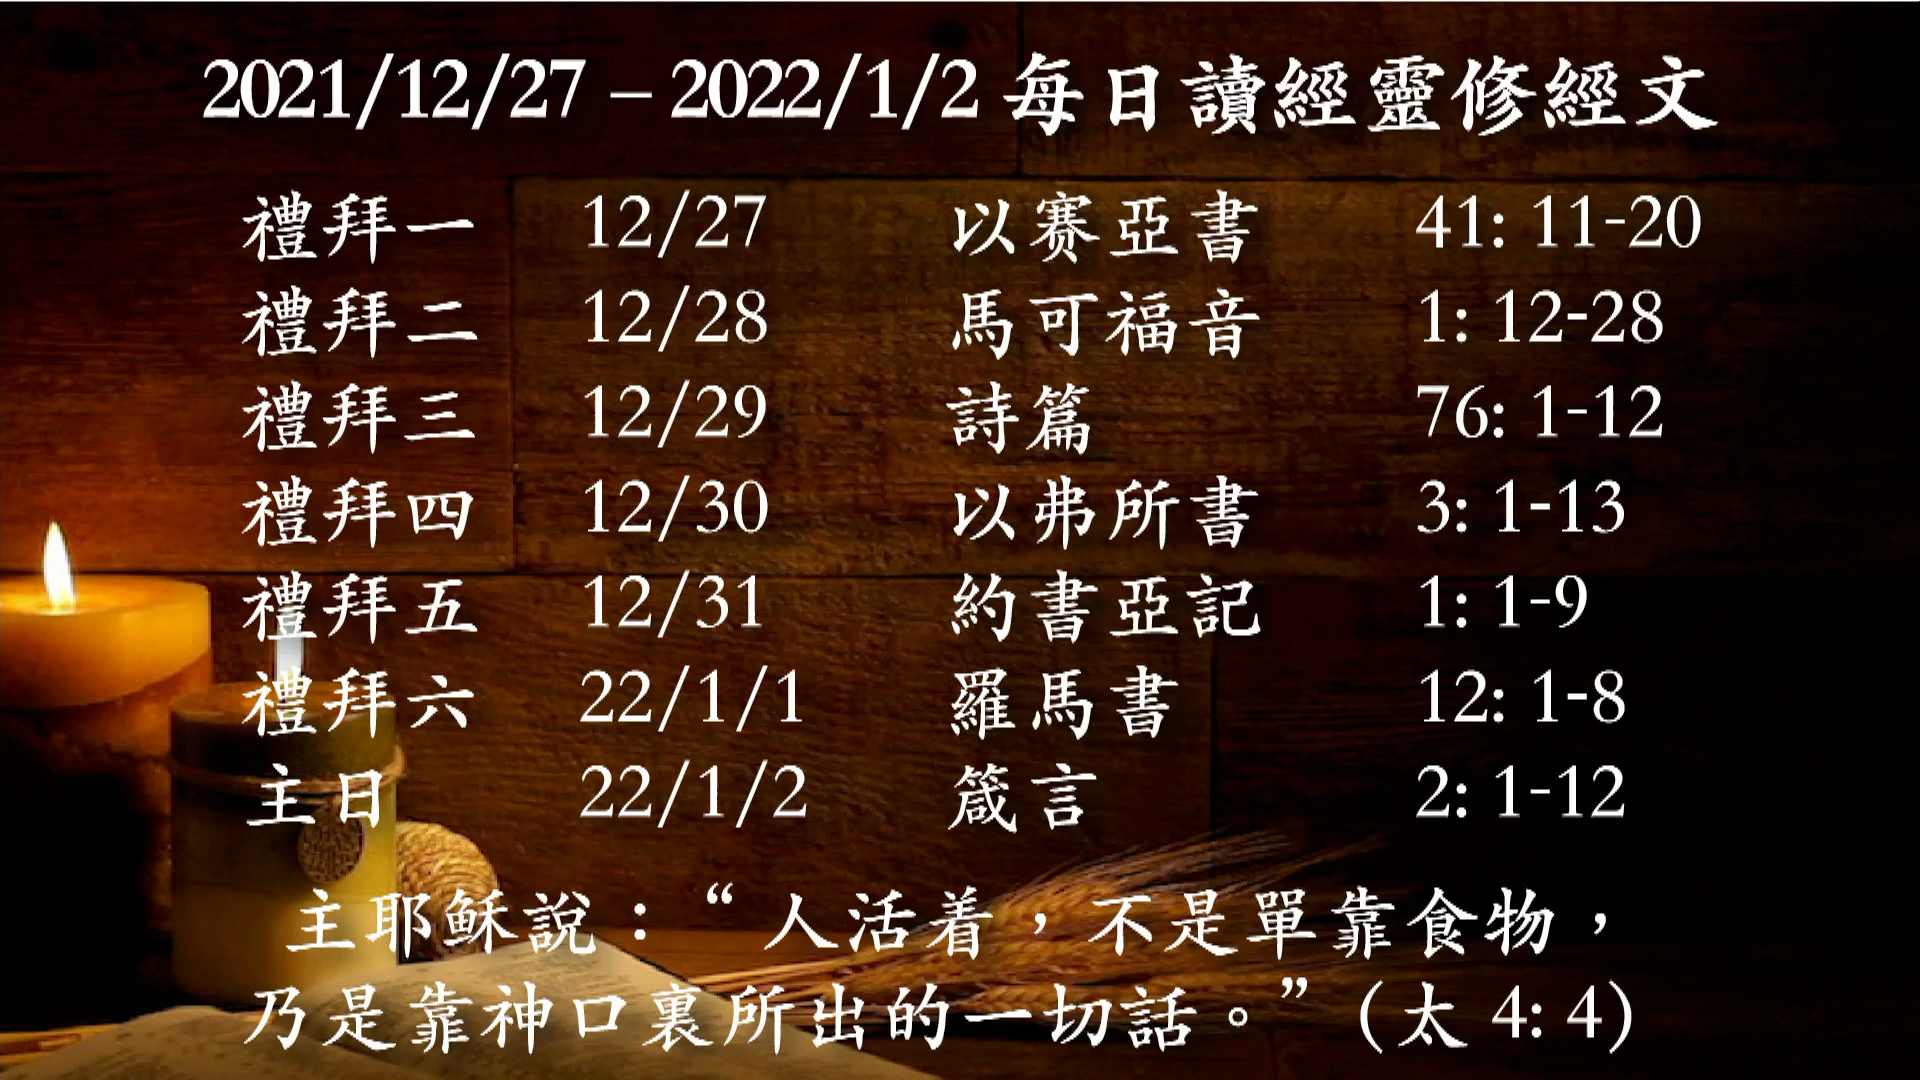 2021/12/27 – 2022/1/2 每日讀經靈修經文
禮拜一 12/27 以賽亞書 41: 11-20
禮拜二 12/28 馬可福音 1: 12-28
禮拜三 12/29 詩篇 76: 1-12
禮拜四 12/30 以弗所書 3: 1-13
禮拜五 12/31 約書亞記 1: 1-9
禮拜六 22/1/1 羅馬書 12: 1-8
主日 22/1/2 箴言 2: 1-12
主耶穌說：“人活着，不是單靠食物，
乃是靠神口裏所出的一切話。” (太 4: 4)